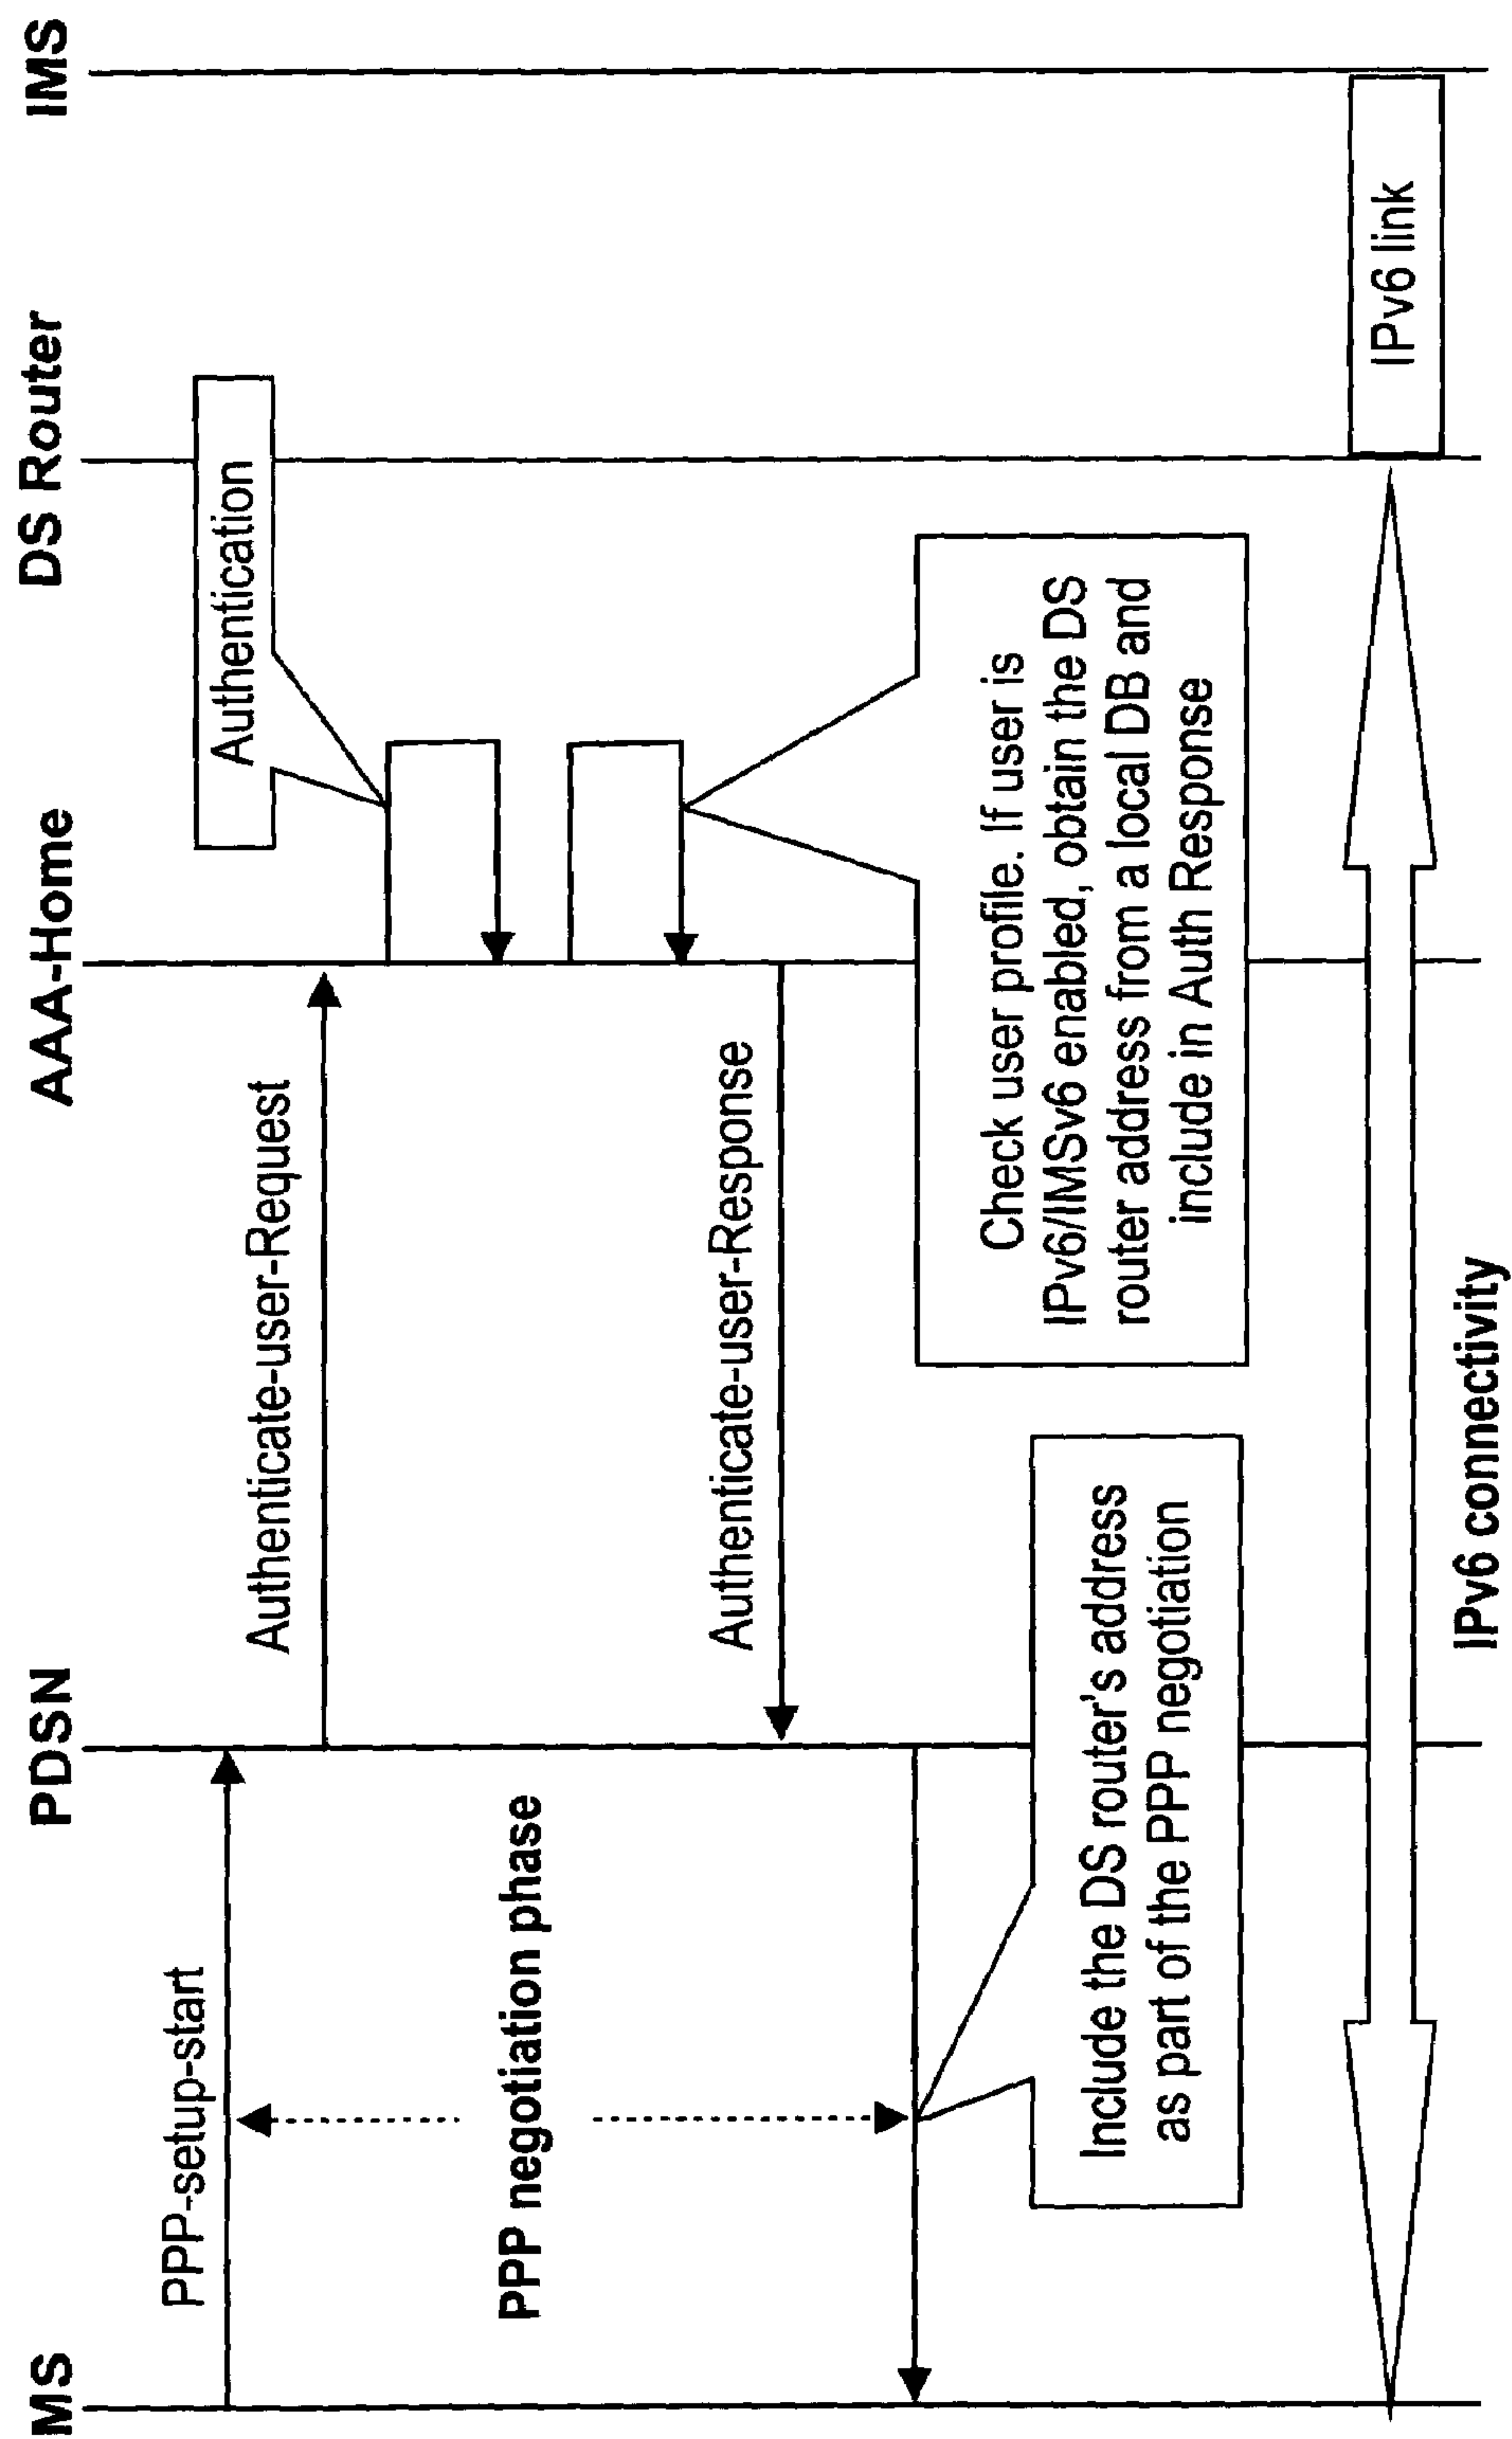 MS
PDSN
AAA-Home
DS Router
IMS
PPP-setup-start
Authentication
Authenticate-user-Request
PPP negotiation phase
Authenticate-user-Response
Check user profile. If user is
IPv6/IMSv6 enabled, obtain the DS
router address from a local DB and
include in Auth Response
Include the DS router's address
as part of the PPP negotiation
IPv6 link
IPv6 connectivity